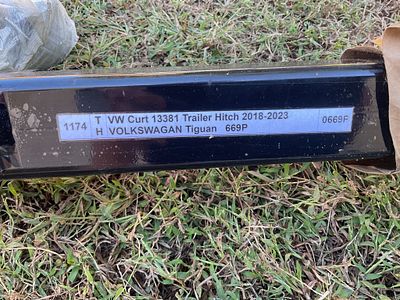 1174 T VW Curt 13381 Trailer Hitch 2018-2023 0669F
H VOLKSWAGAN Tiguan 669P